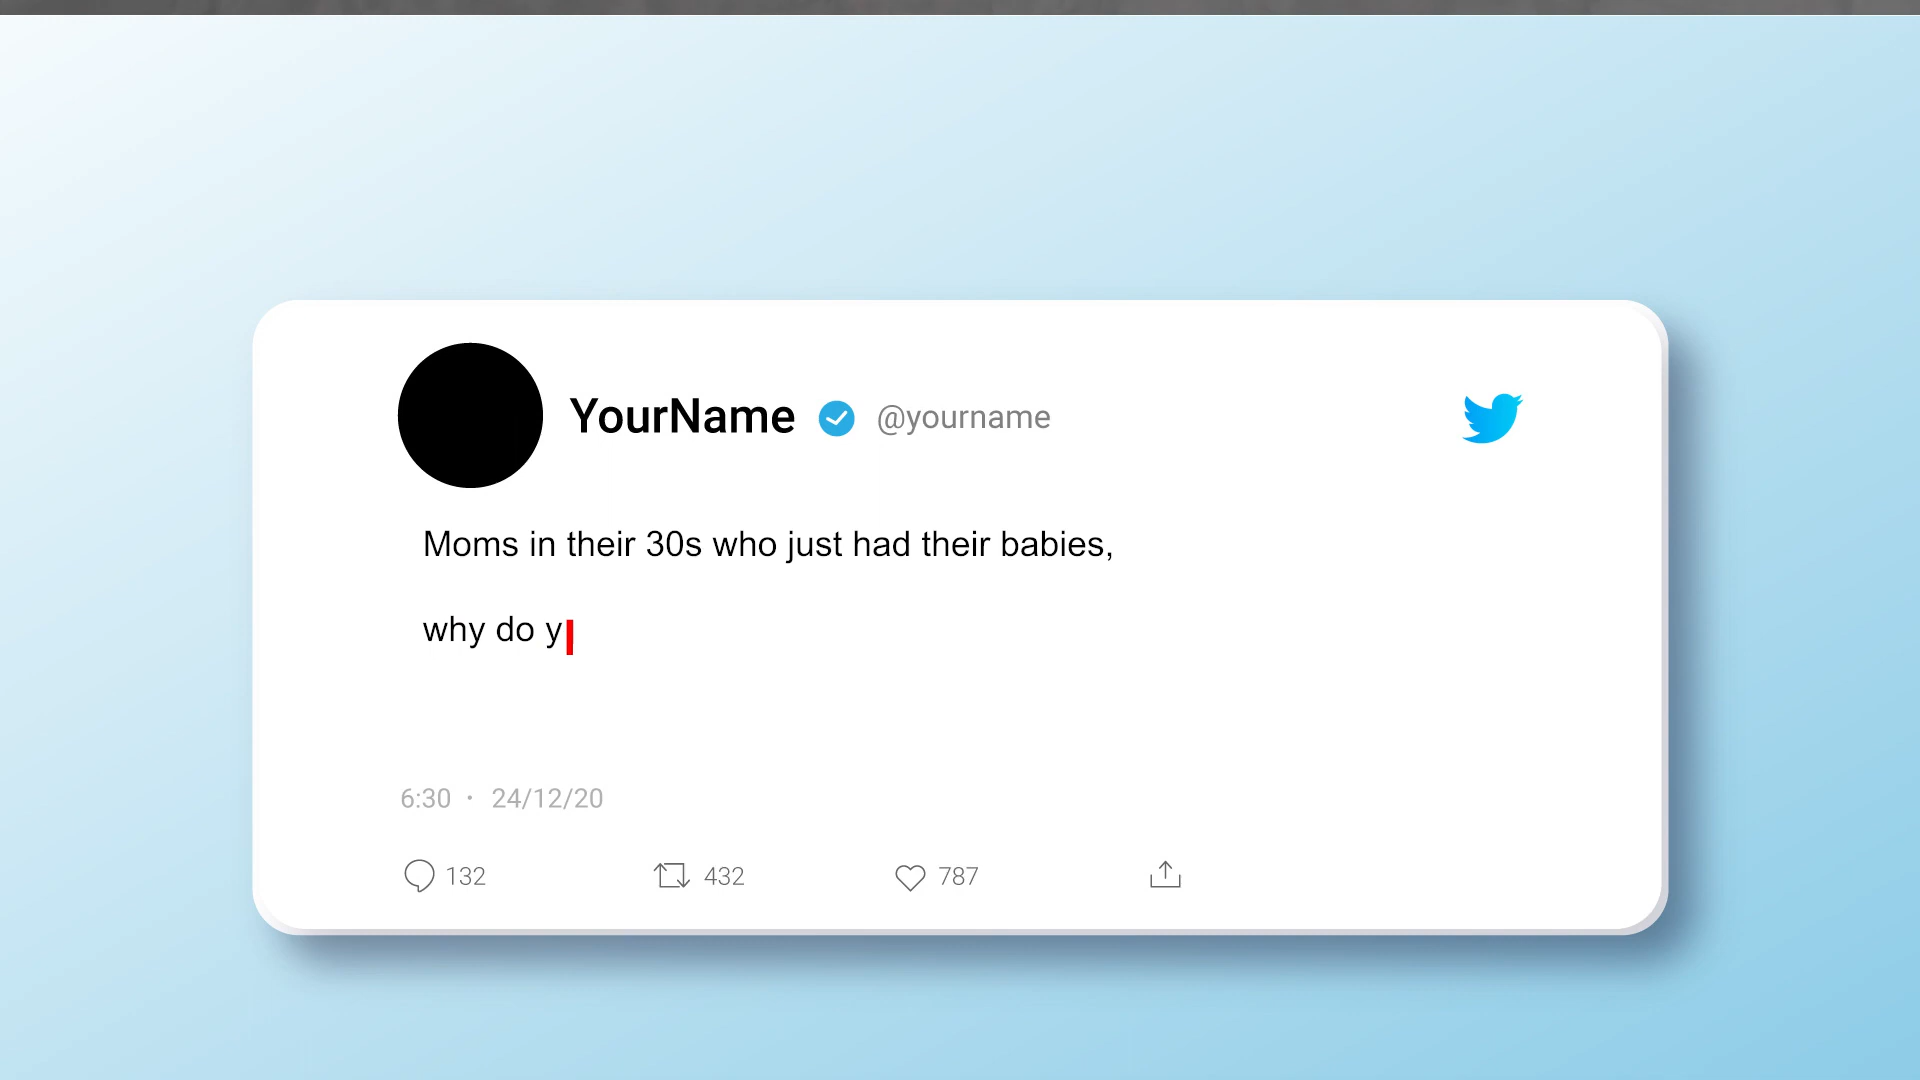 YourName @yourname
Moms in their 30s who just had their babies,
why do y
6:30 · 24/12/20
132 432 787